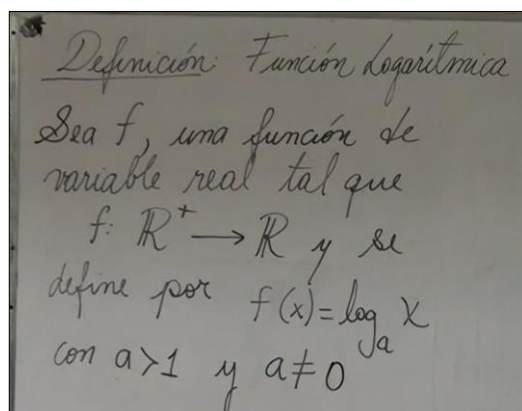 Definición: Función Logarítmica
Sea f, una función de
variable real tal que
f: ℝ⁺ → ℝ y se
define por f(x) = logₐ x
con a>1 y a≠0